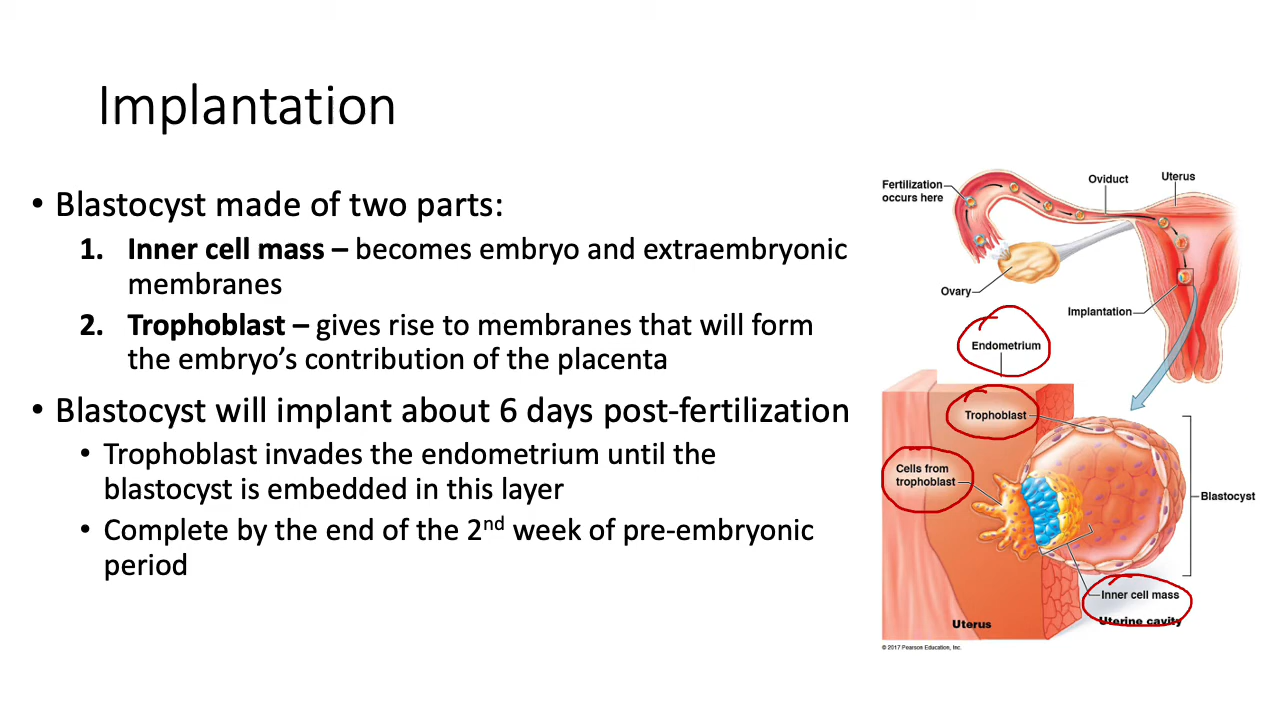 Implantation
• Blastocyst made of two parts:
1. Inner cell mass – becomes embryo and extraembryonic
membranes
2. Trophoblast – gives rise to membranes that will form
the embryo’s contribution of the placenta
• Blastocyst will implant about 6 days post-fertilization
• Trophoblast invades the endometrium until the
blastocyst is embedded in this layer
• Complete by the end of the 2nd week of pre-embryonic
period
Fertilization
occurs here
Oviduct
Uterus
Ovary
Implantation
Endometrium
Trophoblast
Cells from
trophoblast
Blastocyst
Inner cell mass
Uterus
Uterine cavity
© 2017 Pearson Education, Inc.